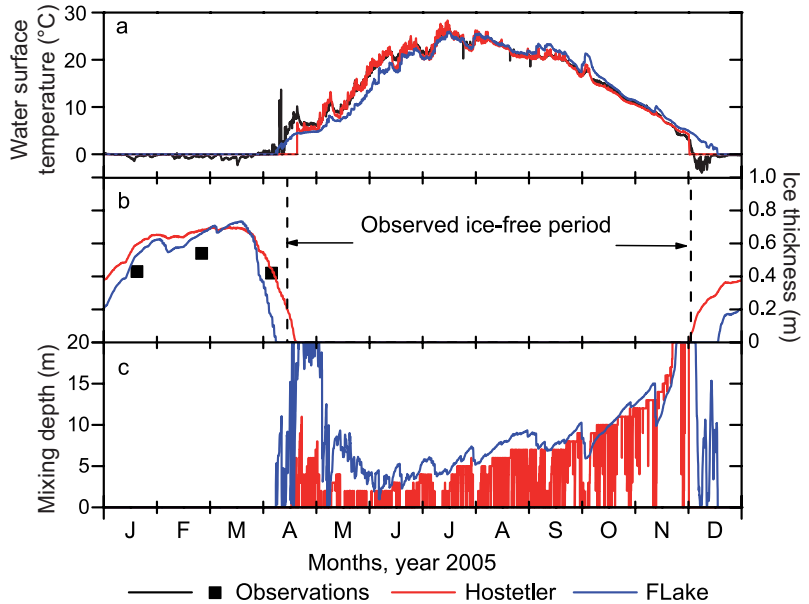 a
Water surface
temperature (°C)
30
20
10
0
b
Observed ice-free period
Ice thickness (m)
1.0
0.8
0.6
0.4
0.2
0
c
Mixing depth (m)
20
15
10
5
0
J F M A M J J A S O N D
Months, year 2005
Observations Hostetler FLake